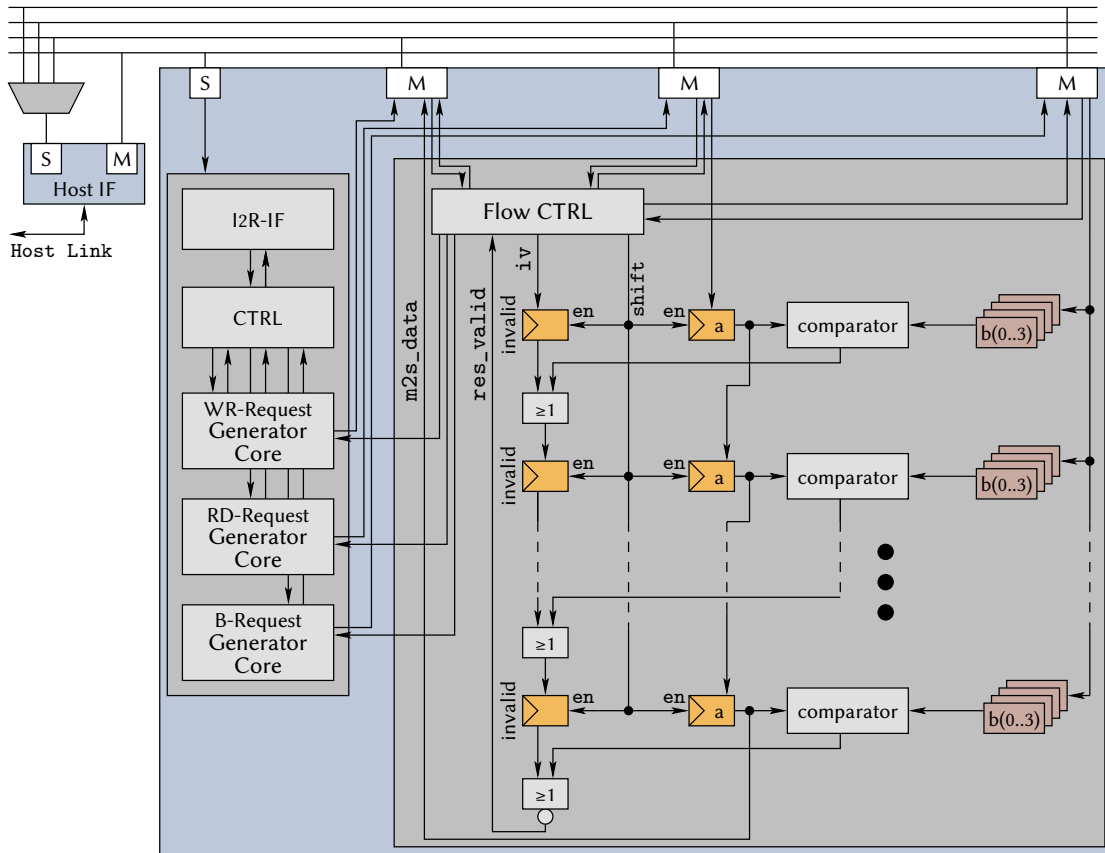 S
M
M
M
S
M
Host IF
Host Link
I2R-IF
CTRL
WR-Request
Generator
Core
RD-Request
Generator
Core
B-Request
Generator
Core
Flow CTRL
m2s_data
res_valid
iv
shift
invalid
en
en
a
comparator
b(0..3)
≥1
invalid
en
en
a
comparator
b(0..3)
≥1
invalid
en
en
a
comparator
b(0..3)
≥1